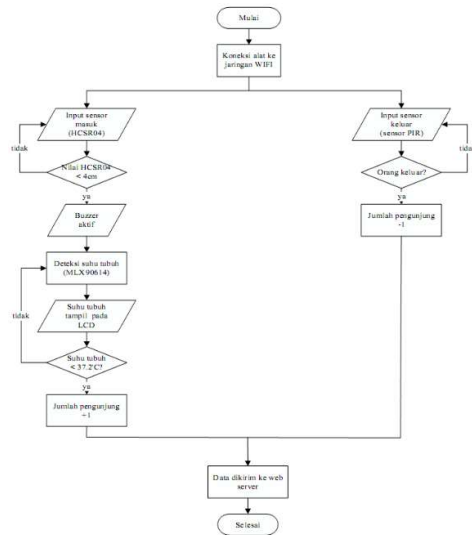 Mulai
Koneksi alat ke
jaringan WIFI
Input sensor
masuk
(HCSR04)
tidak
Nilai HCSR04
< 4cm
ya
Buzzer
aktif
Deteksi suhu tubuh
(MLX90614)
Suhu tubuh
tampil pada
LCD
tidak
Suhu tubuh
< 37.2°C?
ya
Jumlah pengunjung
+1
Input sensor
keluar
(sensor PIR)
tidak
Orang keluar?
ya
Jumlah pengunjung
-1
Data dikirim ke web
server
Selesai